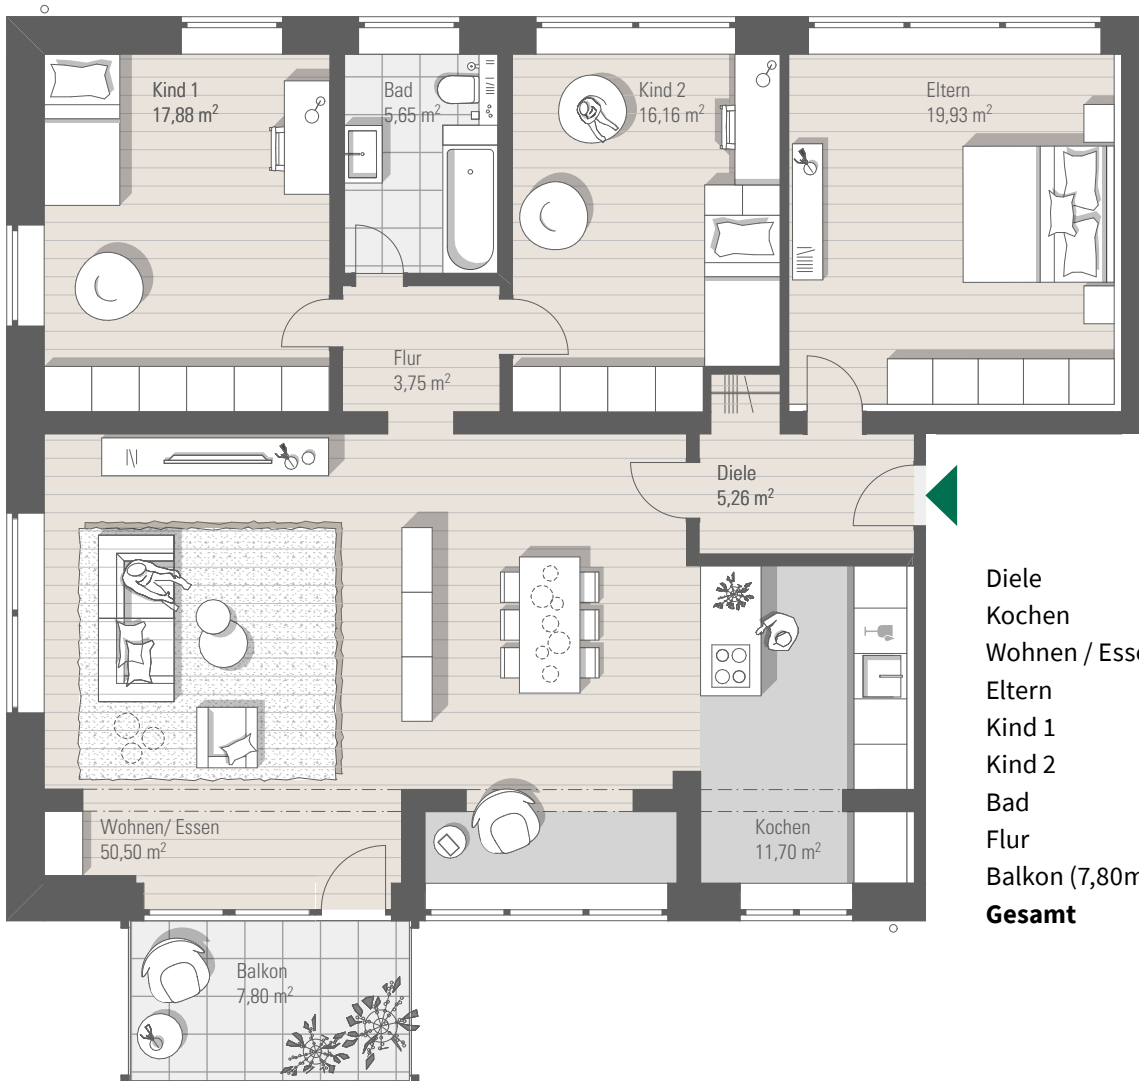 Kind 1
17,88 m²
Bad
5,65 m²
Kind 2
16,16 m²
Eltern
19,93 m²
Flur
3,75 m²
Diele
5,26 m²
Wohnen/ Essen
50,50 m²
Kochen
11,70 m²
Balkon
7,80 m²
Diele
Kochen
Wohnen / Esse
Eltern
Kind 1
Kind 2
Bad
Flur
Balkon (7,80m
Gesamt